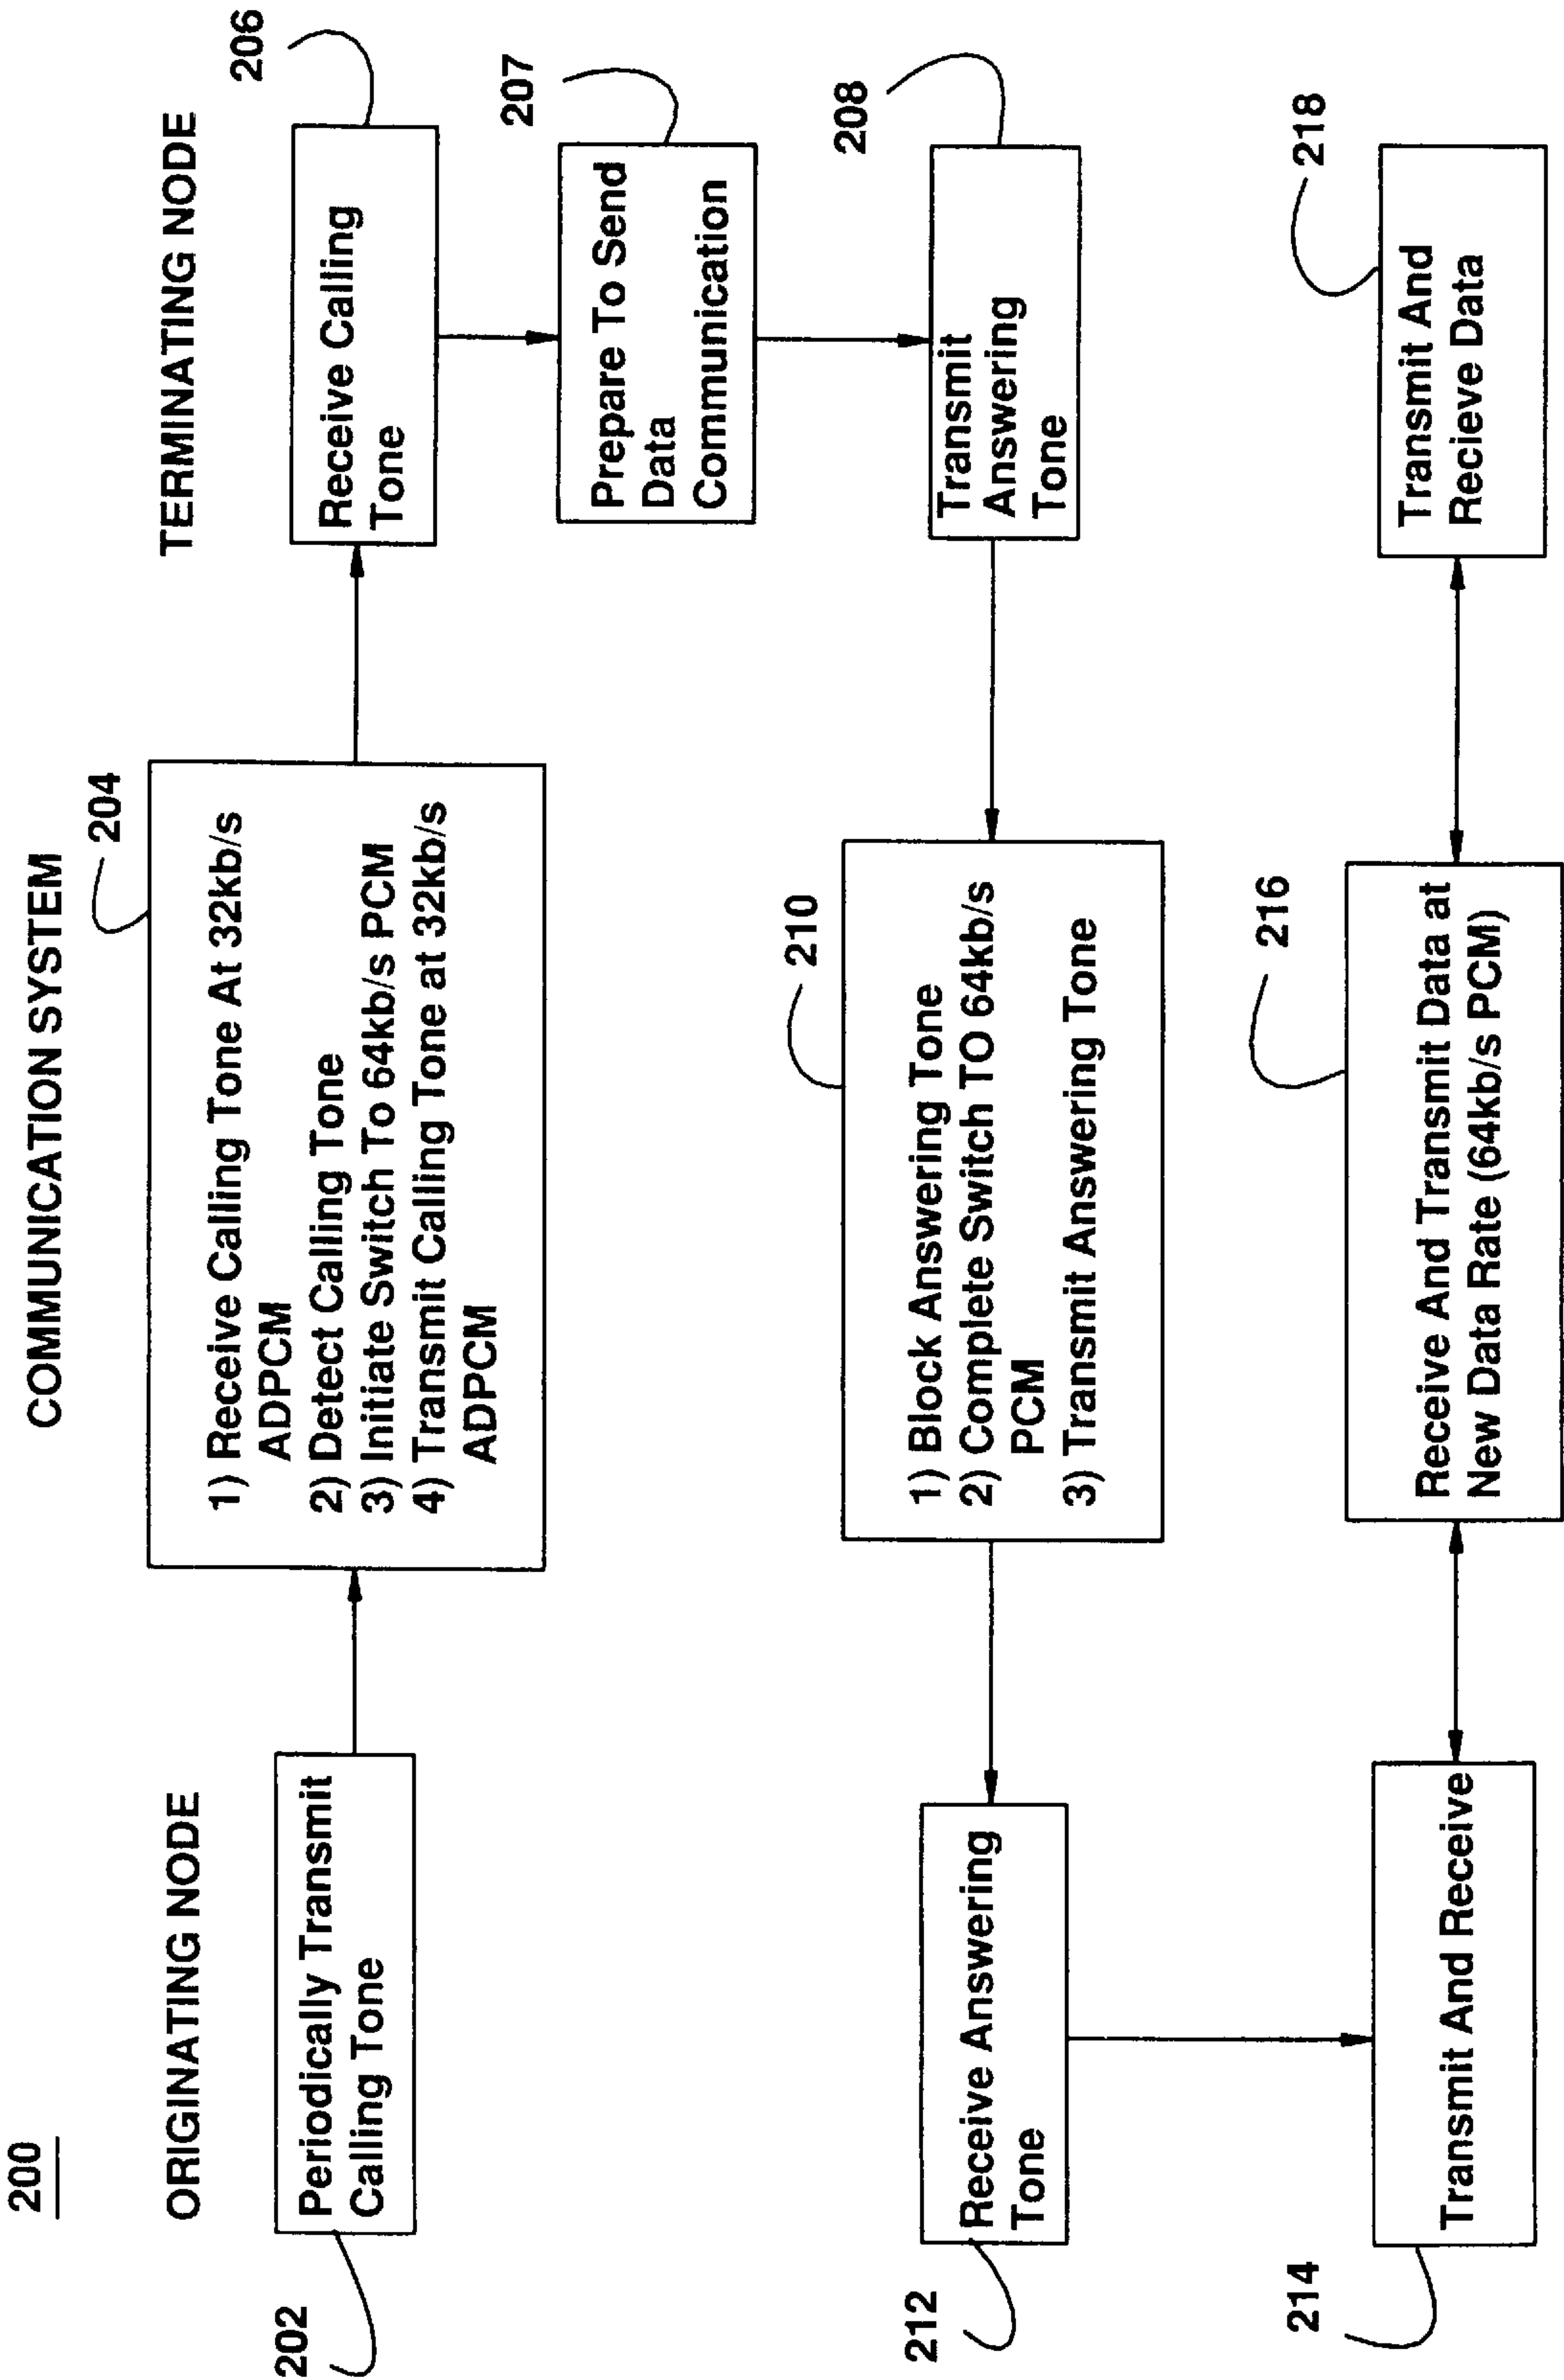 200
ORIGINATING NODE
COMMUNICATION SYSTEM
TERMINATING NODE
202
Periodically Transmit
Calling Tone
204
1) Receive Calling Tone At 32kb/s
ADPCM
2) Detect Calling Tone
3) Initiate Switch To 64kb/s PCM
4) Transmit Calling Tone at 32kb/s
ADPCM
206
Receive Calling
Tone
207
Prepare To Send
Data
Communication
208
Transmit
Answering
Tone
210
1) Block Answering Tone
2) Complete Switch TO 64kb/s
PCM
3) Transmit Answering Tone
212
Receive Answering
Tone
214
Transmit And Receive
216
Receive And Transmit Data at
New Data Rate (64kb/s PCM)
218
Transmit And
Recieve Data